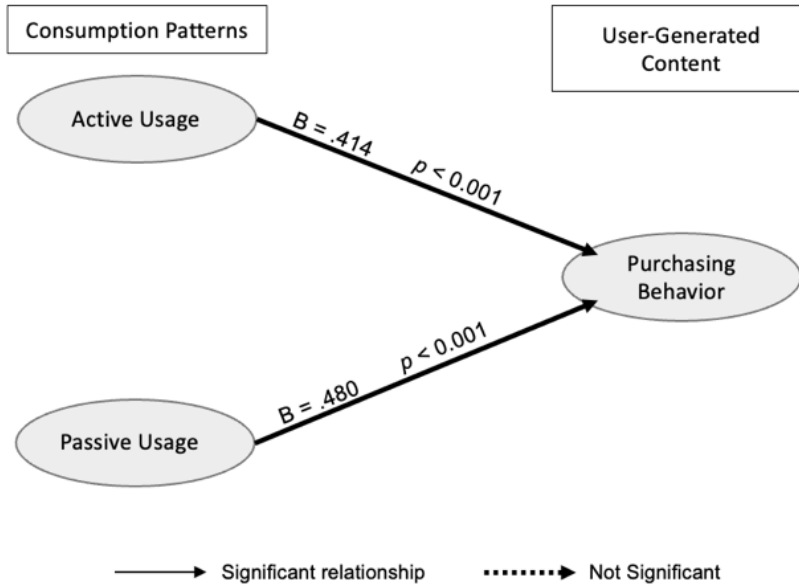 Consumption Patterns
User-Generated
Content
Active Usage
B = .414
p < 0.001
Purchasing
Behavior
p < 0.001
B = .480
Passive Usage
Significant relationship
Not Significant